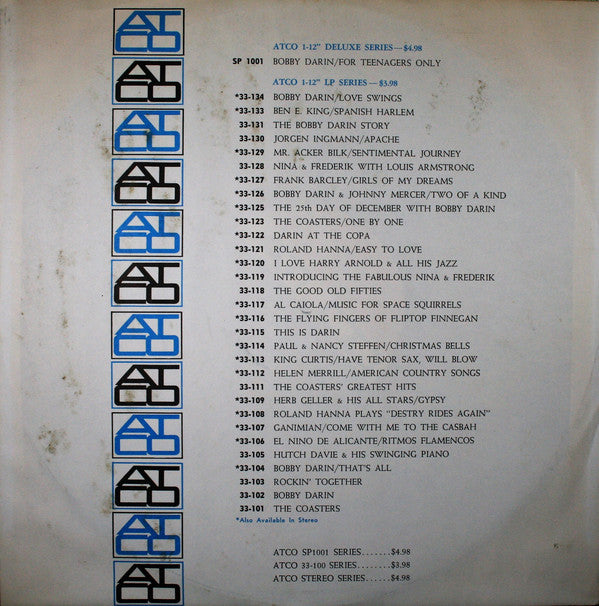 ATCO 1-12" DELUXE SERIES—$4.98
SP 1001 BOBBY DARIN/FOR TEENAGERS ONLY
ATCO 1-12" LP SERIES—$3.98
*33-134 BOBBY DARIN/LOVE SWINGS
*33-133 BEN E. KING/SPANISH HARLEM
33-131 THE BOBBY DARIN STORY
33-130 JORGEN INGMANN/APACHE
*33-129 MR. ACKER BILK/SENTIMENTAL JOURNEY
33-128 NINA & FREDERIK WITH LOUIS ARMSTRONG
*33-127 FRANK BARCLEY/GIRLS OF MY DREAMS
*33-126 BOBBY DARIN & JOHNNY MERCER/TWO OF A KIND
*33-125 THE 25th DAY OF DECEMBER WITH BOBBY DARIN
*33-123 THE COASTERS/ONE BY ONE
*33-122 DARIN AT THE COPA
*33-121 ROLAND HANNA/EASY TO LOVE
*33-120 I LOVE HARRY ARNOLD & ALL HIS JAZZ
*33-119 INTRODUCING THE FABULOUS NINA & FREDERIK
33-118 THE GOOD OLD FIFTIES
*33-117 AL CAIOLA/MUSIC FOR SPACE SQUIRRELS
*33-116 THE FLYING FINGERS OF FLIPTOP FINNEGAN
*33-115 THIS IS DARIN
*33-114 PAUL & NANCY STEFFEN/CHRISTMAS BELLS
*33-113 KING CURTIS/HAVE TENOR SAX, WILL BLOW
*33-112 HELEN MERRILL/AMERICAN COUNTRY SONGS
33-111 THE COASTERS' GREATEST HITS
*33-109 HERB GELLER & HIS ALL STARS/GYPSY
*33-108 ROLAND HANNA PLAYS "DESTRY RIDES AGAIN"
*33-107 GANIMIAN/COME WITH ME TO THE CASBAH
*33-106 EL NINO DE ALICANTE/RITMOS FLAMENCOS
33-105 HUTCH DAVIE & HIS SWINGING PIANO
*33-104 BOBBY DARIN/THAT'S ALL
33-103 ROCKIN' TOGETHER
33-102 BOBBY DARIN
33-101 THE COASTERS
*Also Available In Stereo
ATCO SP1001 SERIES.......$4.98
ATCO 33-100 SERIES........$3.98
ATCO STEREO SERIES......$4.98
ATCO
ATCO
ATCO
ATCO
ATCO
ATCO
ATCO
ATCO
ATCO
ATCO
ATCO
ATCO